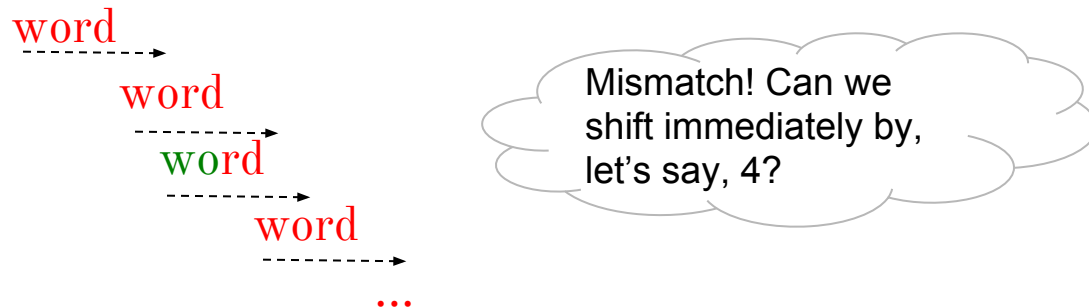 word
word
word
word
...
Mismatch! Can we
shift immediately by,
let’s say, 4?